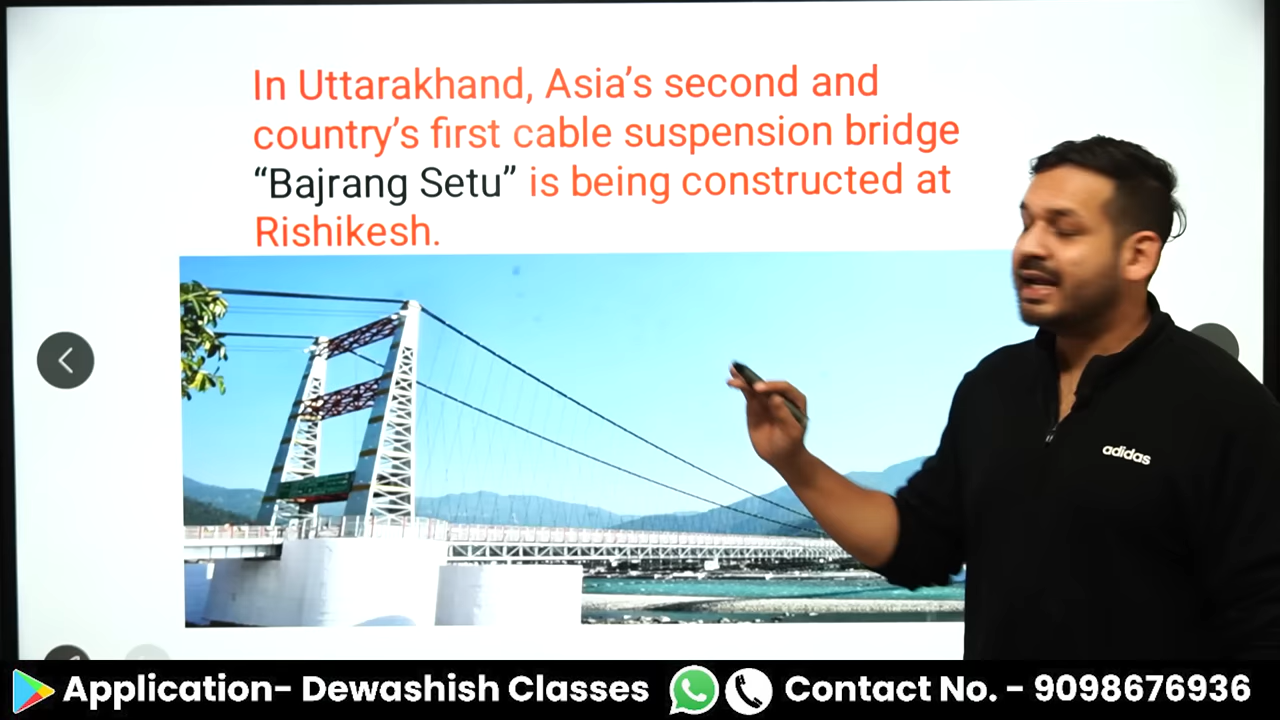 In Uttarakhand, Asia’s second and
country’s first cable suspension bridge
“Bajrang Setu” is being constructed at
Rishikesh.
adidas
Application- Dewashish Classes
Contact No. - 9098676936